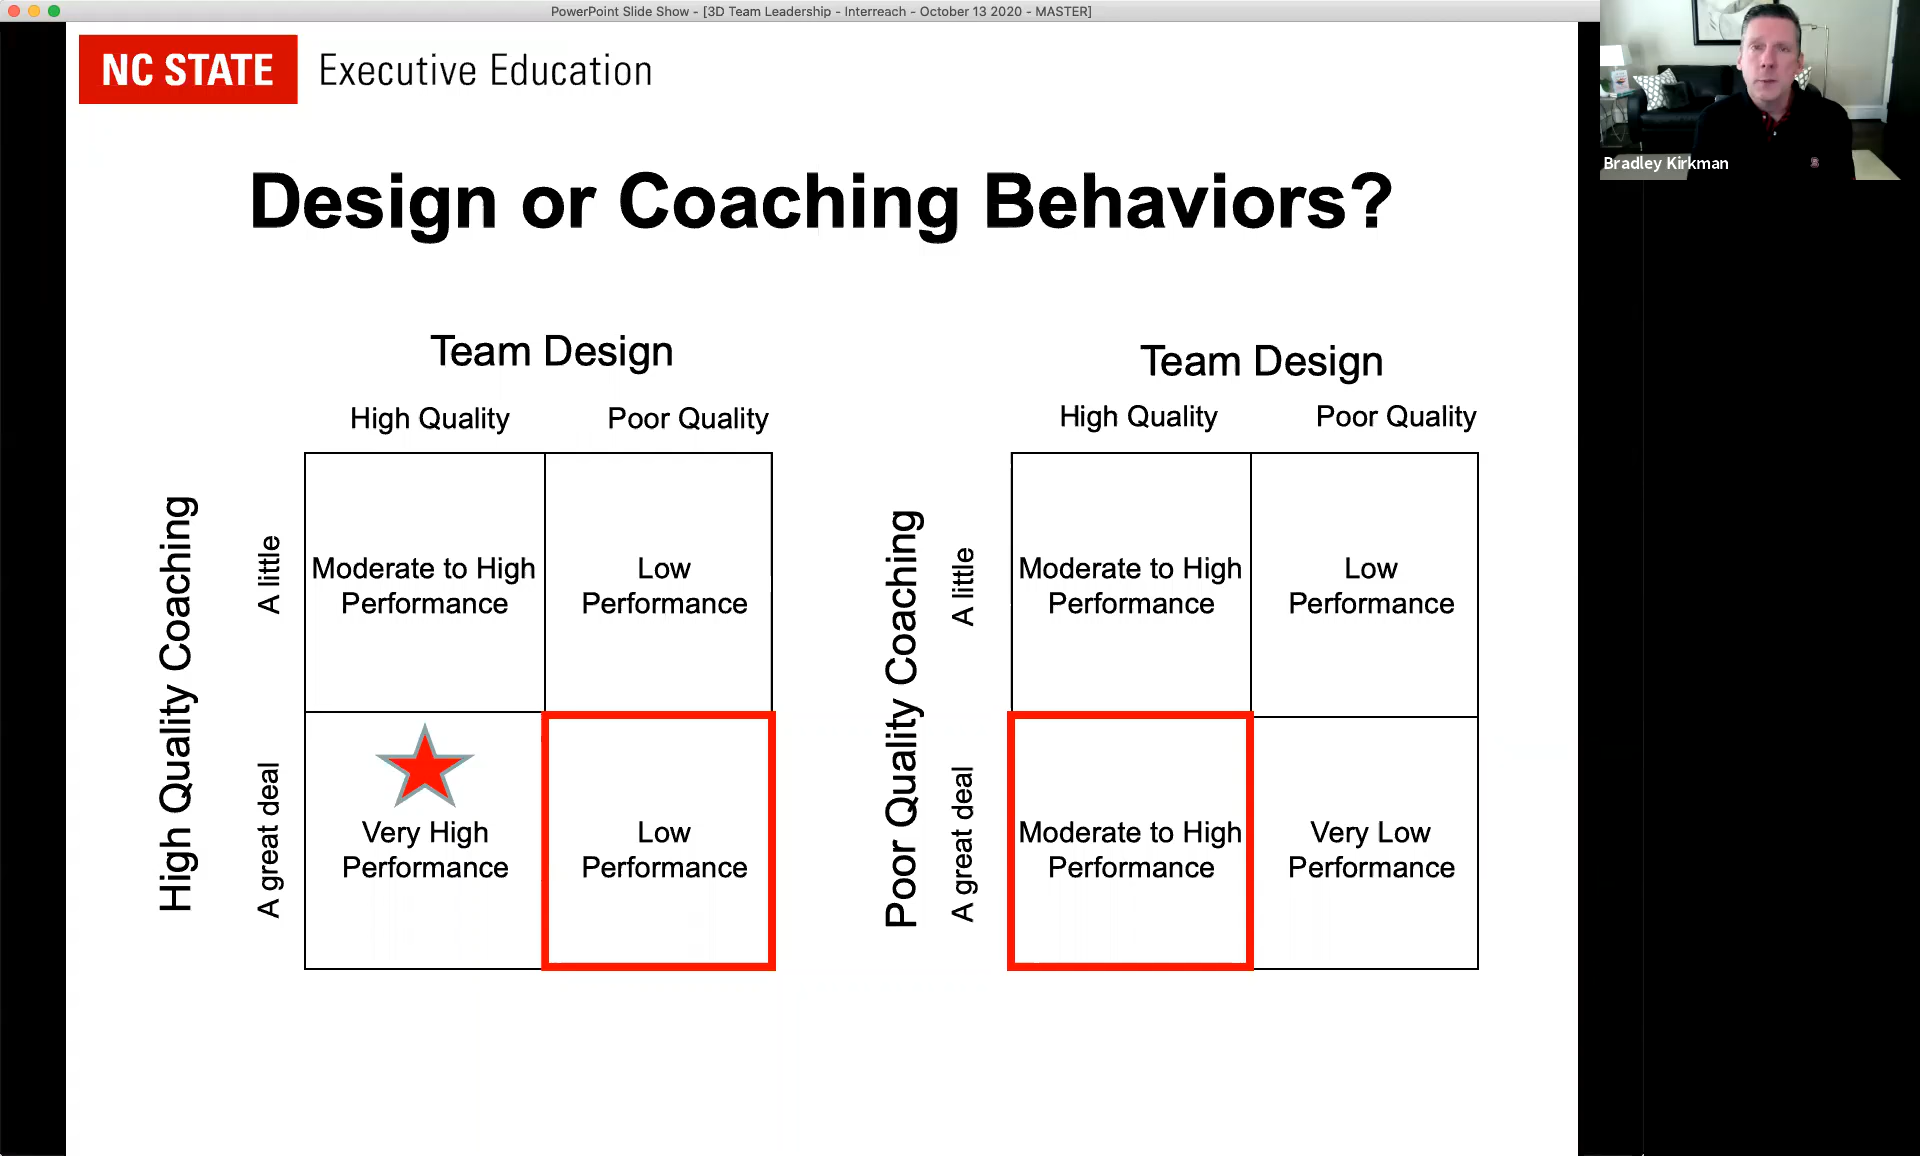 PowerPoint Slide Show - [3D Team Leadership - Interreach - October 13 2020 - MASTER]
NC STATE Executive Education
Bradley Kirkman
Design or Coaching Behaviors?
Team Design
High Quality Poor Quality
High Quality Coaching
A little
Moderate to High
Performance
Low
Performance
A great deal
Very High
Performance
Low
Performance
Team Design
High Quality Poor Quality
Poor Quality Coaching
A little
Moderate to High
Performance
Low
Performance
A great deal
Moderate to High
Performance
Very Low
Performance